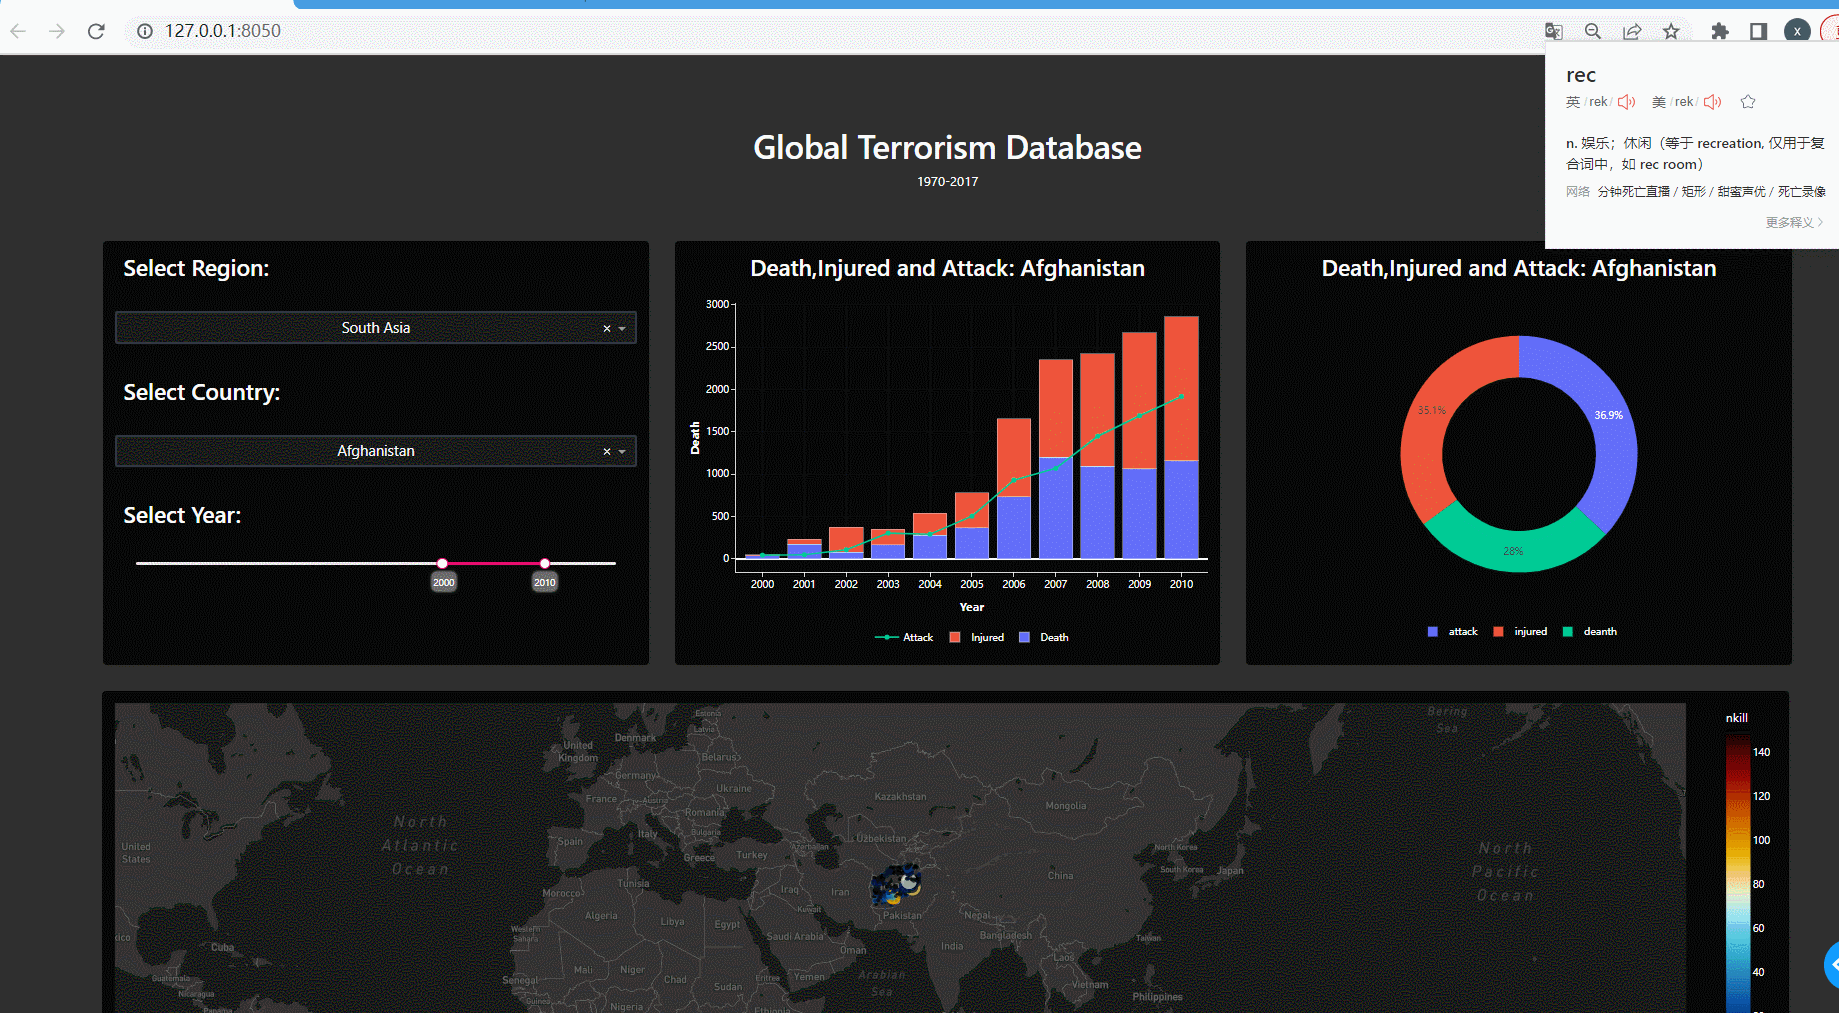 127.0.0.1:8050
X
rec
英 / rek / 美 / rek /
n. 娱乐；休闲（等于 recreation, 仅用于复
合词中，如 rec room）
网络 分钟死亡直播 / 矩形 / 甜蜜声优 / 死亡录像
更多释义
Global Terrorism Database
1970-2017
Select Region:
South Asia
Select Country:
Afghanistan
Select Year:
2000
2010
Death,Injured and Attack: Afghanistan
3000
2500
2000
1500
1000
500
0
Death
2000 2001 2002 2003 2004 2005 2006 2007 2008 2009 2010
Year
Attack Injured Death
Death,Injured and Attack: Afghanistan
35.1%
36.9%
28%
attack injured deanth
Estonia
Latvia
Denmark
United
Kingdom
Belarus
Germany
Ukraine
France
Austria
Romania
Italy
Bulgaria
Spain
Greece
Turkey
Azerbaijan
Kazakhstan
Uzbekistan
Mongolia
North Korea
South Korea
Japan
China
Bering
Sea
North
Atlantic
Ocean
North
Pacific
Ocean
United
States
Morocco
Tunisia
Algeria
Libya
Egypt
Iraq
Iran
Kuwait
Pakistan
Nepal
Saudi Arabia
Oman
India
Bangladesh
Taiwan
Western
Sahara
Cuba
xico
Mali
Niger
Chad
Sudan
Eritrea
Yemen
Arabian
Sea
Laos
Vietnam
Philippines
Senegal
Guinea
Nigeria
Ethiopia
Guatemala
Nicaragua
Panama
nkill
140
120
100
80
60
40